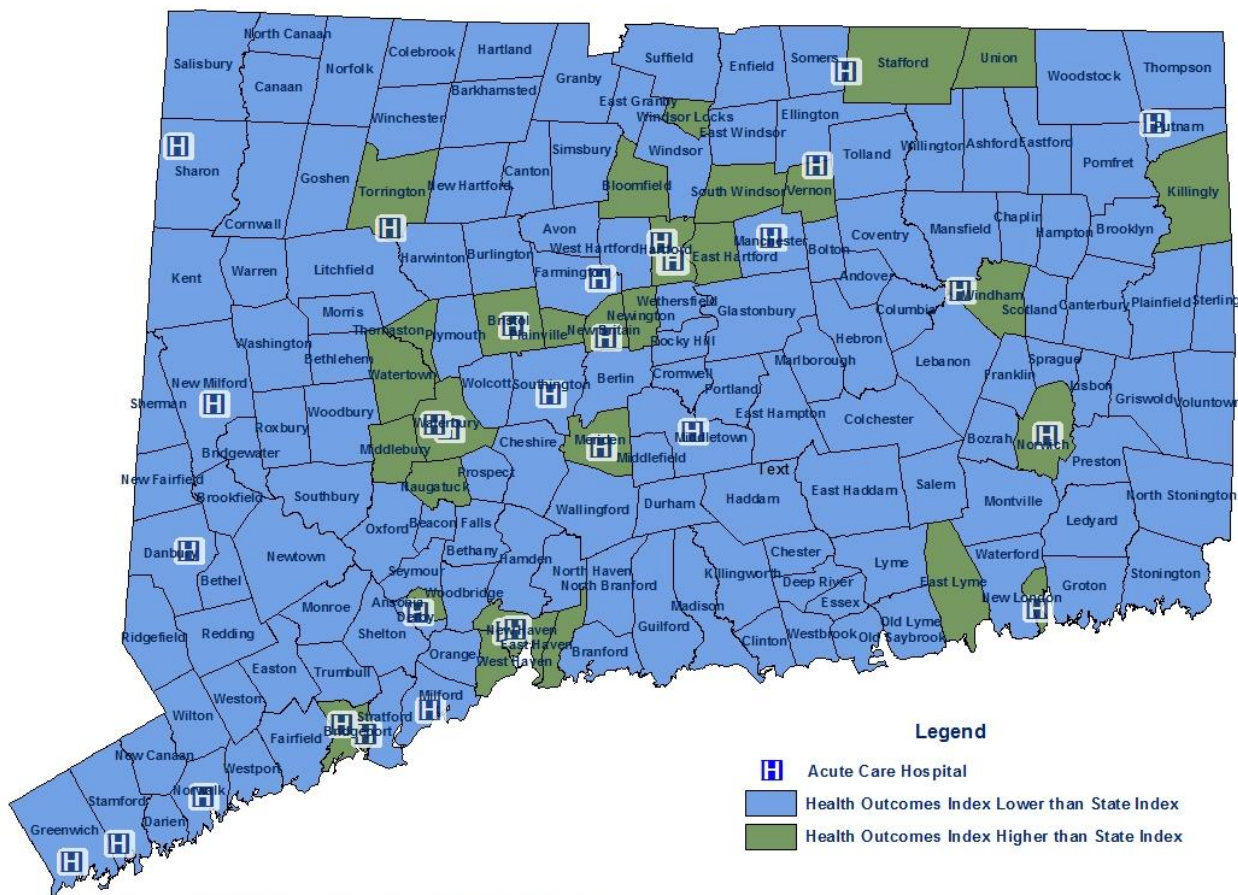 North Canaan
Colebrook
Hartland
Suffield
Somers
Salisbury
Norfolk
Granby
Enfield
Stafford
Union
Woodstock
Thompson
Canaan
Barkhamsted
East Granby
Winchester
Windsor Locks
Ellington
H
East Windsor
H
Putnam
H
Sharon
Simsbury
Windsor
Tolland
Willington
Ashford
Eastford
Pomfret
Goshen
Torrington
New Hartford
Canton
Bloomfield
South Windsor
H
Vernon
Killingly
Cornwall
H
Avon
West Hartford
H
Hartford
H
East Hartford
H
Manchester
Bolton
Coventry
Mansfield
Chaplin
Hampton
Brooklyn
Kent
Warren
Litchfield
Harwinton
Burlington
Farmington
H
Andover
H
Windham
Scotland
Canterbury
Plainfield
Sterling
Morris
Wethersfield
Glastonbury
Columbia
Thomaston
Plymouth
Bristol
H
Plainville
New Britain
H
Newington
Rocky Hill
Hebron
Washington
Bethlehem
Marlborough
Lebanon
Franklin
Sprague
Lisbon
Watertown
Wolcott
Southington
H
Berlin
Cromwell
Portland
Griswold
Voluntown
New Milford
H
Sherman
Woodbury
East Hampton
Colchester
Roxbury
Waterbury
H
H
Cheshire
Meriden
H
Middletown
H
Bozrah
Norwich
H
Bridgewater
Middlebury
Middlefield
Preston
New Fairfield
Brookfield
Southbury
Naugatuck
Prospect
Text
Wallingford
Durham
Haddam
East Haddam
Salem
Montville
North Stonington
Oxford
Beacon Falls
Ledyard
Danbury
H
Newtown
Bethany
Hamden
Chester
Waterford
Bethel
Seymour
North Haven
North Branford
Killingworth
Deep River
Lyme
East Lyme
New London
H
Groton
Stonington
Monroe
Ansonia
Woodbridge
Madison
Essex
H
Derby
Ridgefield
Redding
Shelton
New Haven
H
H
East Haven
Guilford
Old Lyme
Clinton
Westbrook
Old Saybrook
Easton
Trumbull
Orange
West Haven
Branford
Weston
Milford
H
Wilton
Fairfield
Bridgeport
H
Stratford
H
New Canaan
Westport
Stamford
Norwalk
H
Greenwich
H
Darien
H
Legend
H Acute Care Hospital
Health Outcomes Index Lower than State Index
Health Outcomes Index Higher than State Index